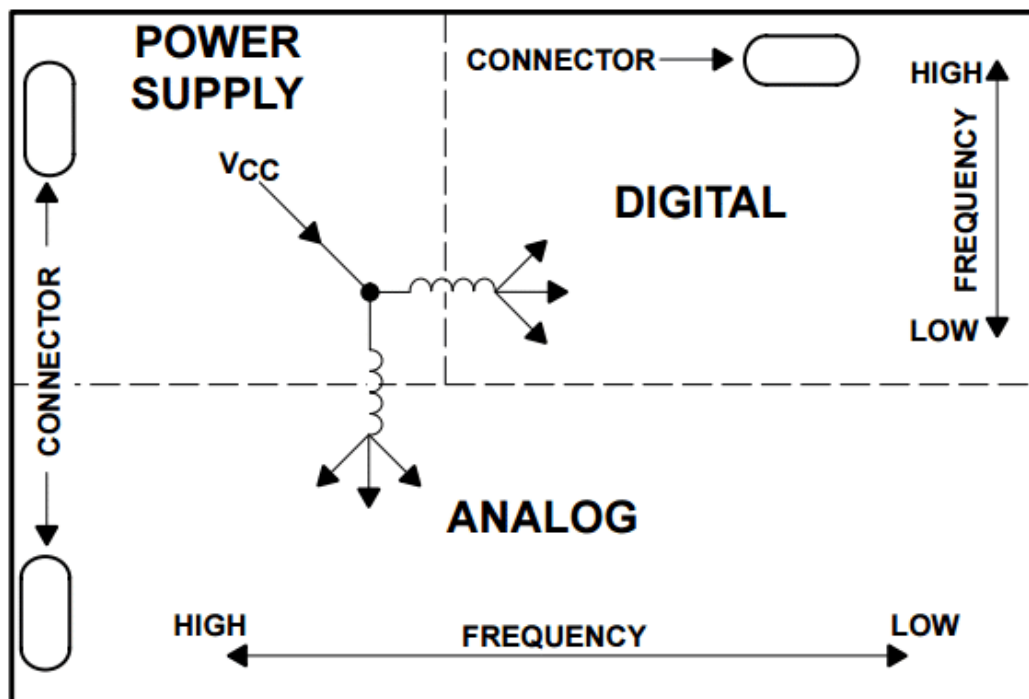 POWER
SUPPLY
CONNECTOR
HIGH
FREQUENCY
LOW
VCC
DIGITAL
CONNECTOR
ANALOG
HIGH
FREQUENCY
LOW